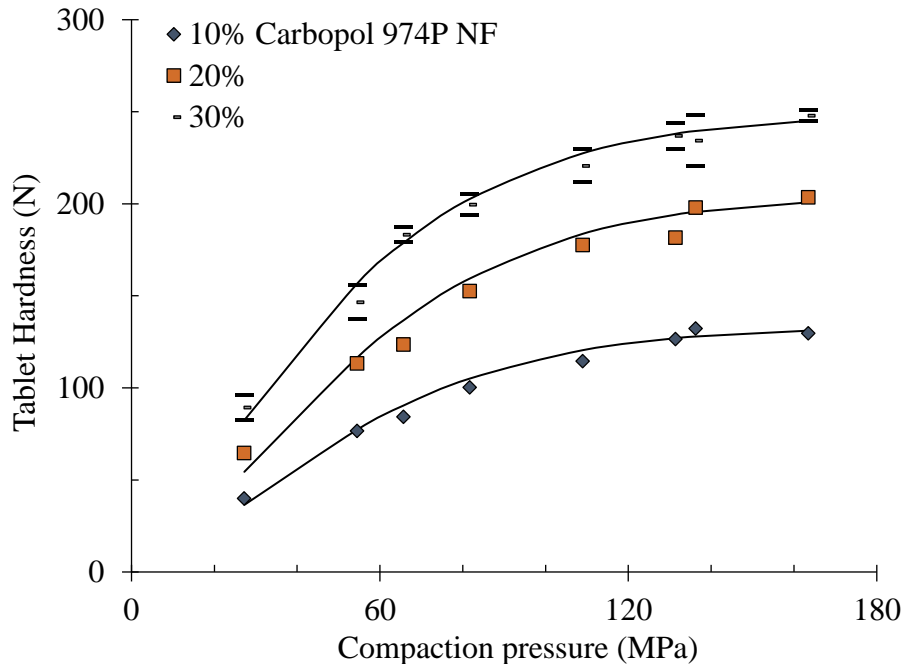 300
10% Carbopol 974P NF
20%
30%
200
100
0
0 60 120 180
Tablet Hardness (N)
Compaction pressure (MPa)